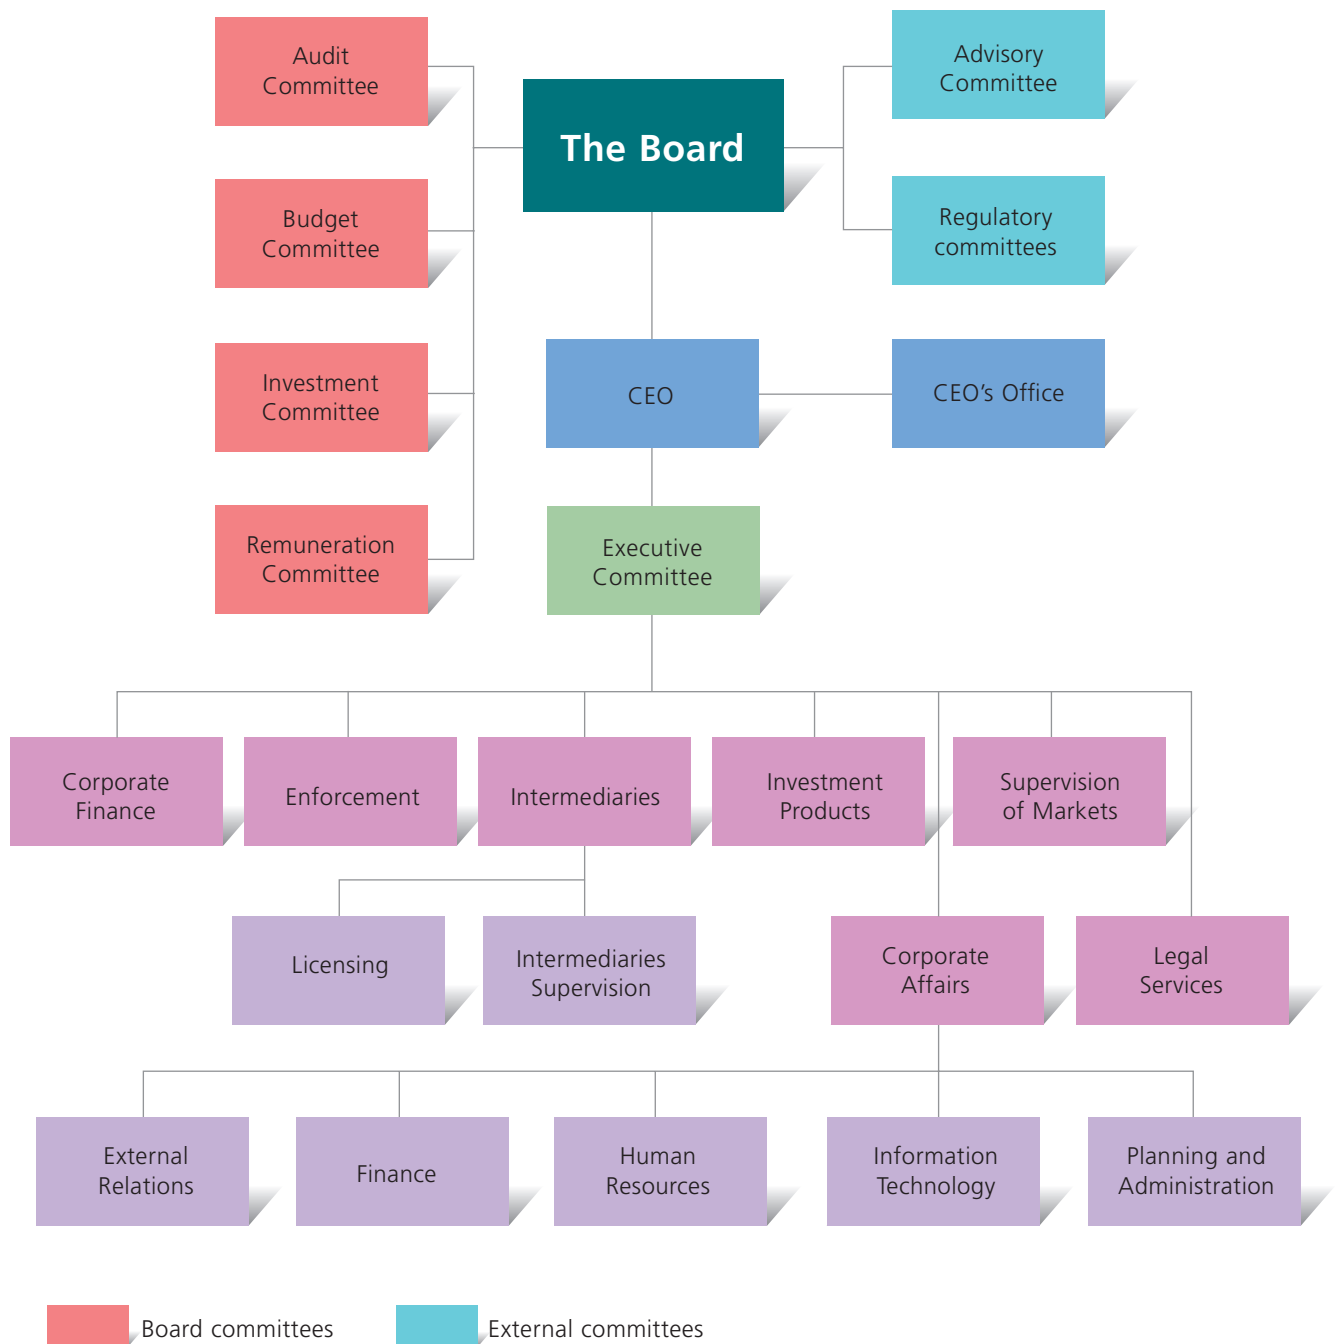 Audit
Committee
Advisory
Committee
The Board
Budget
Committee
Regulatory
committees
Investment
Committee
CEO
CEO's Office
Remuneration
Committee
Executive
Committee
Corporate
Finance
Enforcement
Intermediaries
Investment
Products
Supervision
of Markets
Licensing
Intermediaries
Supervision
Corporate
Affairs
Legal
Services
External
Relations
Finance
Human
Resources
Information
Technology
Planning and
Administration
Board committees
External committees